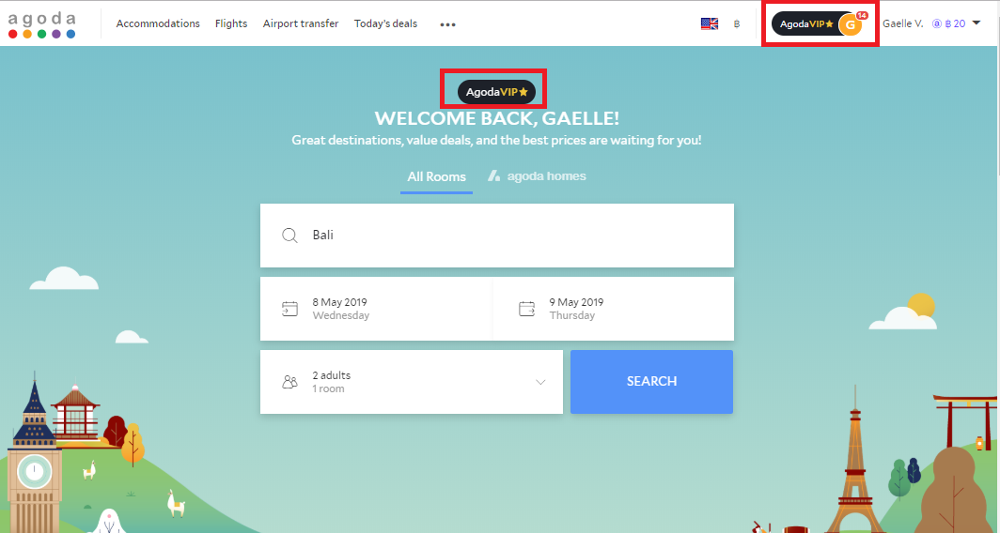 agoda
Accommodations Flights Airport transfer Today's deals •••
฿
AgodaVIP★ G 14
Gaelle V. @ ฿ 20
AgodaVIP★
WELCOME BACK, GAELLE!
Great destinations, value deals, and the best prices are waiting for you!
All Rooms agoda homes
Bali
8 May 2019 9 May 2019
Wednesday Thursday
2 adults
1 room
SEARCH